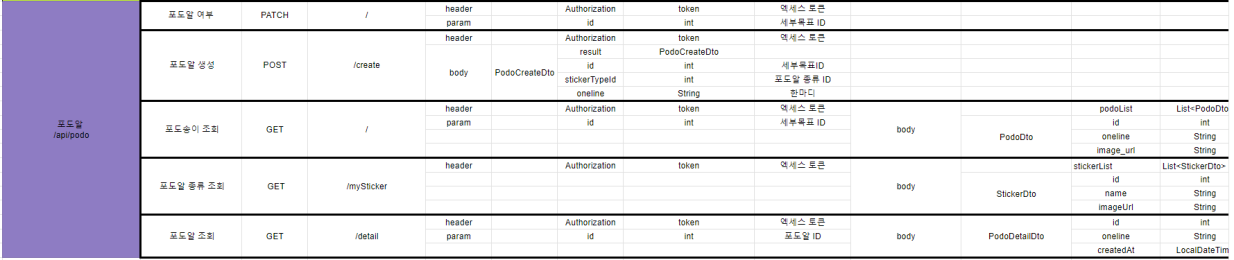 포도알
/api/podo
포도알 여부 PATCH / header Authorization token 엑세스 토큰
param id int 세부목표 ID
포도알 생성 POST /create header Authorization token 엑세스 토큰
body PodoCreateDto result PodoCreateDto
id int 세부목표ID
stickerTypeId int 포도알 종류 ID
oneline String 한마디
포도송이 조회 GET / header Authorization token 엑세스 토큰 body podoList List<PodoDto
param id int 세부목표 ID PodoDto id int
oneline String
image_url String
포도알 종류 조회 GET /mySticker header Authorization token 엑세스 토큰 body stickerList List<StickerDto>
StickerDto id int
name String
imageUrl String
포도알 조회 GET /detail header Authorization token 엑세스 토큰 body PodoDetailDto id int
param id int 포도알 ID oneline String
createdAt LocalDateTim